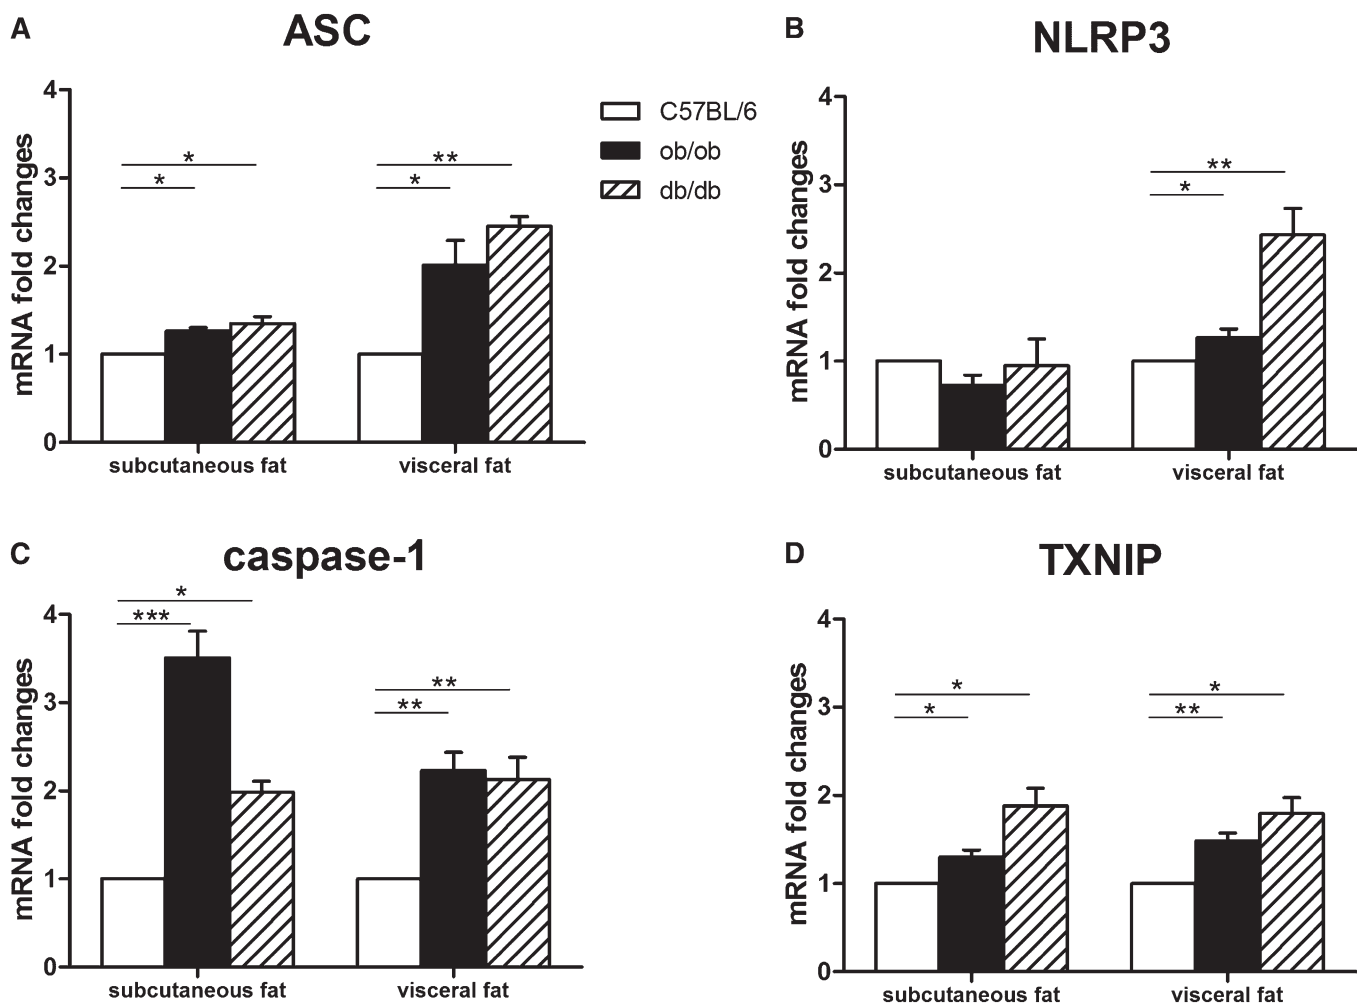 A
ASC
mRNA fold changes
4
3
2
1
0
*
*
**
*
subcutaneous fat
visceral fat
C57BL/6
ob/ob
db/db
B
NLRP3
mRNA fold changes
4
3
2
1
0
**
*
subcutaneous fat
visceral fat
C
caspase-1
mRNA fold changes
4
3
2
1
0
*
***
**
**
subcutaneous fat
visceral fat
D
TXNIP
mRNA fold changes
4
3
2
1
0
*
*
*
**
subcutaneous fat
visceral fat